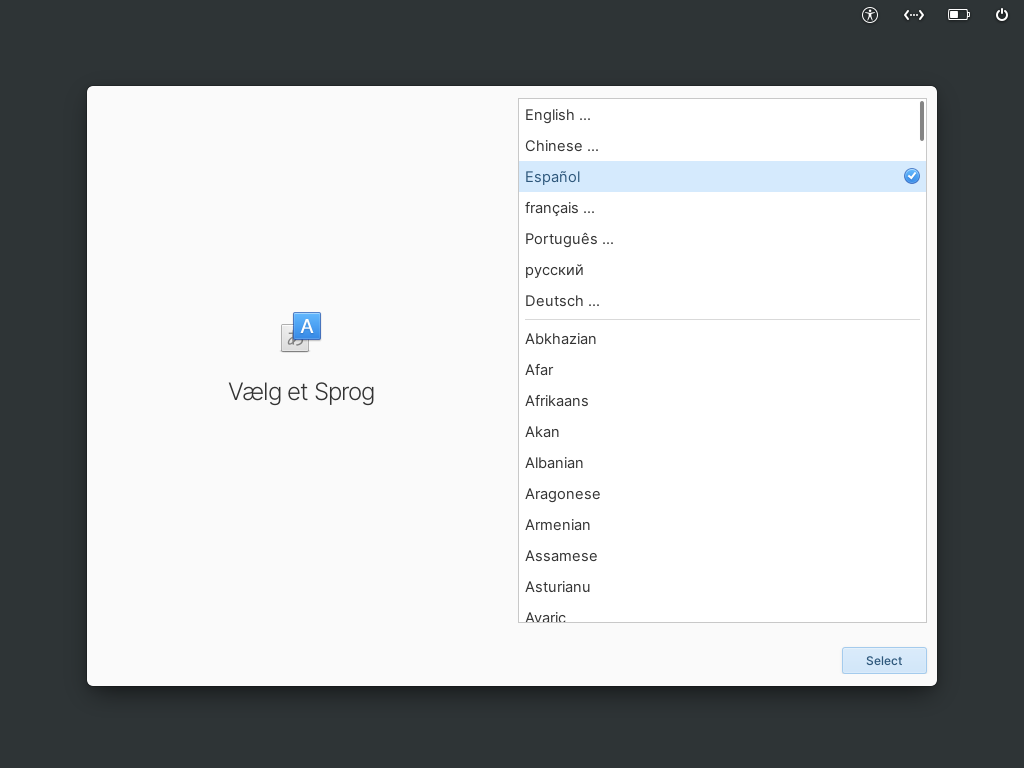 English ...
Chinese ...
Español
français ...
Português ...
русский
Deutsch ...
Abkhazian
Afar
Afrikaans
Akan
Albanian
Aragonese
Armenian
Assamese
Asturianu
Avaric
A
あ
Vælg et Sprog
Select